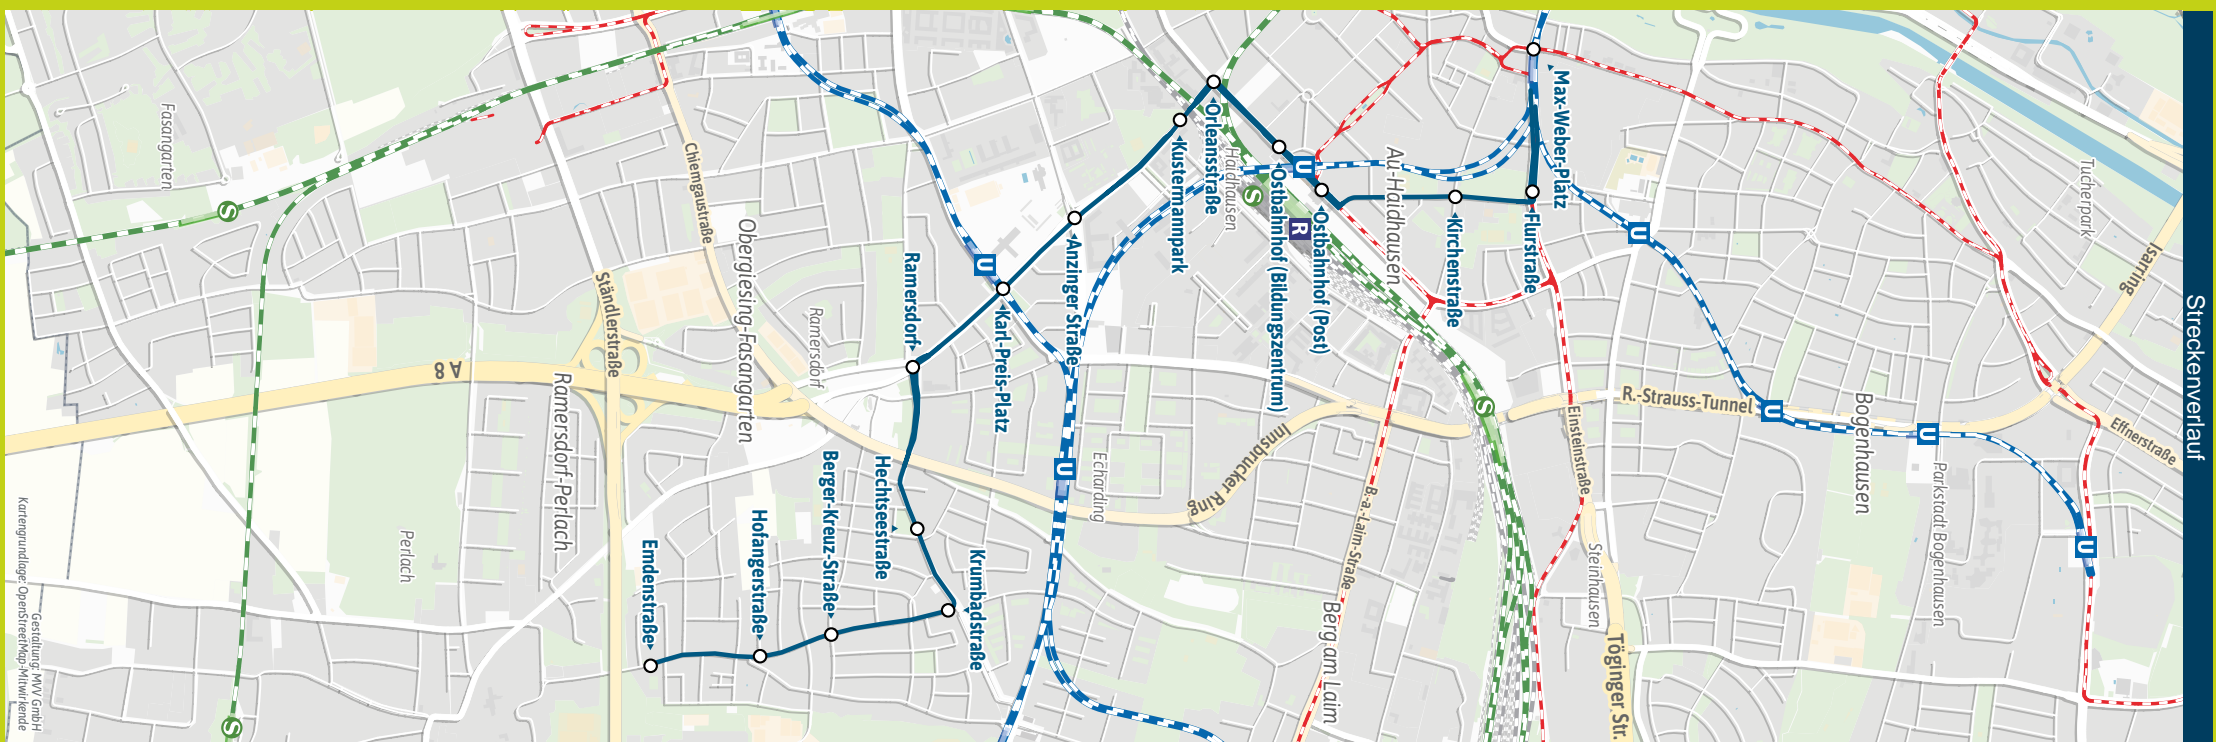 Streckenverlauf
Max-Weber-Platz
Flurstraße
Kirchenstraße
Ostbahnhof (Post)
Ostbahnhof (Bildungszentrum)
Orleansstraße
Kustermannpark
Anzinger Straße
Karl-Preis-Platz
Ramersdorf
Hechtseestraße
Krumbadstraße
Berger-Kreuz-Straße
Hofangerstraße
Emdenstraße
Tucherpark
Isarring
Effnerstraße
Bogenhausen
Parkstadt Bogenhausen
R.-Strauss-Tunnel
Einsteinstraße
Steinhausen
Töginger Str.
Au-Haidhausen
Haidhausen
B.-a.-Laim-Straße
Berg am Laim
Innsbrucker Ring
Echarding
Ramersdorf
Obergiesing-Fasangarten
Chiemgaustraße
Ständlerstraße
Ramersdorf-Perlach
A 8
Perlach
Fasangarten
U
U
U
U
U
U
U
S
S
S
S
R
Gestaltung: MVV GmbH
Kartengrundlage: OpenStreetMap-Mitwirkende